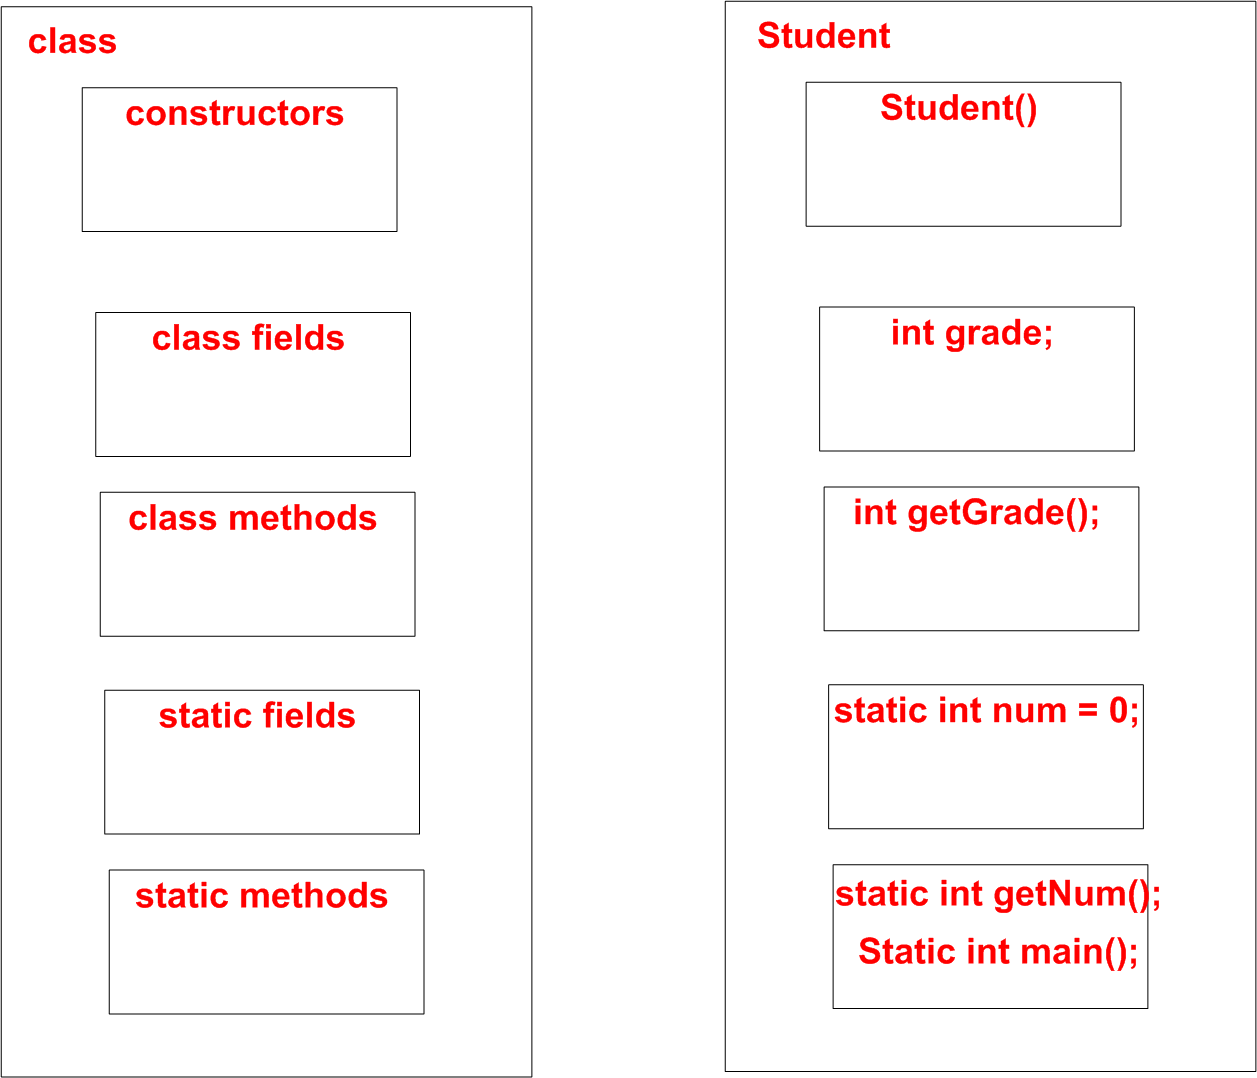 class
constructors
class fields
class methods
static fields
static methods
Student
Student()
int grade;
int getGrade();
static int num = 0;
static int getNum();
Static int main();